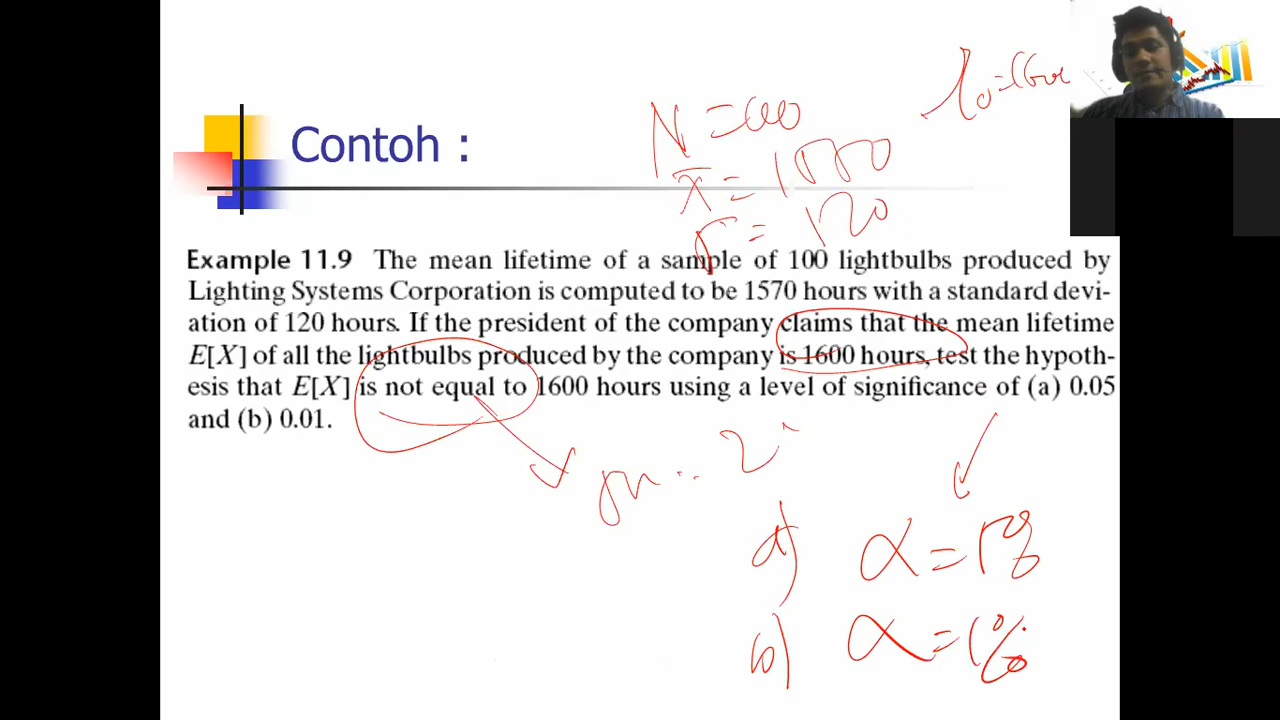 Contoh :
N = 100
σ = 120
Example 11.9 The mean lifetime of a sample of 100 lightbulbs produced by
Lighting Systems Corporation is computed to be 1570 hours with a standard devi-
ation of 120 hours. If the president of the company claims that the mean lifetime
E[X] of all the lightbulbs produced by the company is 1600 hours, test the hypoth-
esis that E[X] is not equal to 1600 hours using a level of significance of (a) 0.05
and (b) 0.01.
a) α =
b) α = 1%